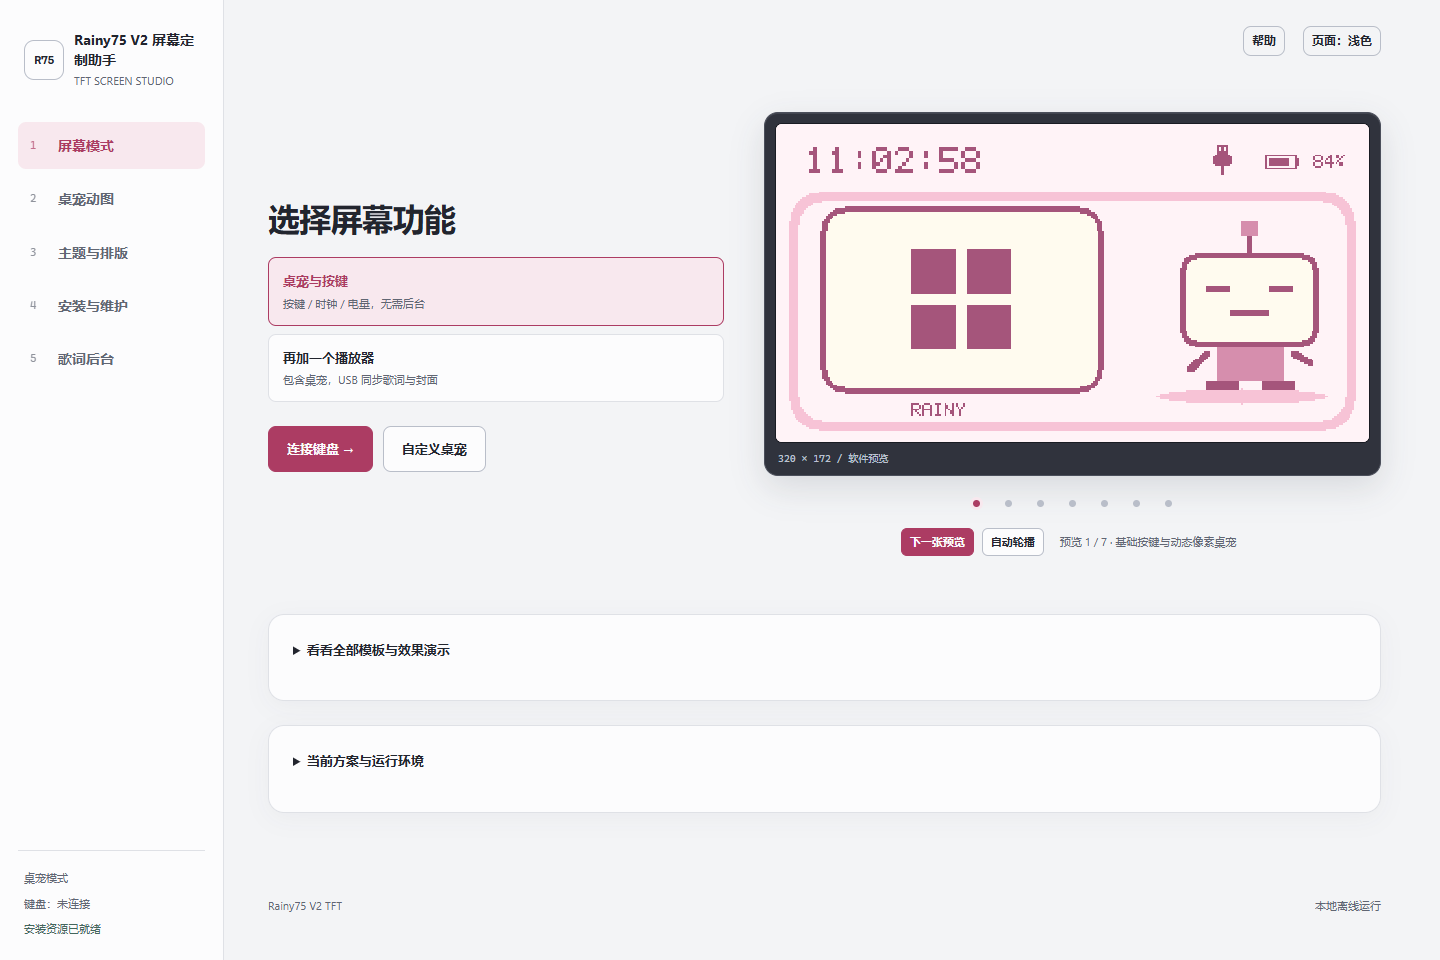 R75
Rainy75 V2 屏幕定
制助手
TFT SCREEN STUDIO
1 屏幕模式
2 桌宠动图
3 主题与排版
4 安装与维护
5 歌词后台
桌宠模式
键盘：未连接
安装资源已就绪
帮助
页面：浅色
选择屏幕功能
桌宠与按键
按键 / 时钟 / 电量，无需后台
再加一个播放器
包含桌宠，USB 同步歌词与封面
连接键盘 →
自定义桌宠
11:02:58
84%
RAINY
320 × 172 / 软件预览
下一张预览
自动轮播
预览 1 / 7 · 基础按键与动态像素桌宠
▶ 看看全部模板与效果演示
▶ 当前方案与运行环境
Rainy75 V2 TFT
本地离线运行